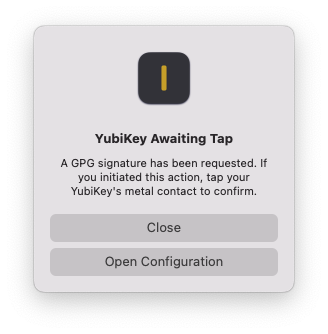 YubiKey Awaiting Tap
A GPG signature has been requested. If
you initiated this action, tap your
YubiKey's metal contact to confirm.
Close
Open Configuration